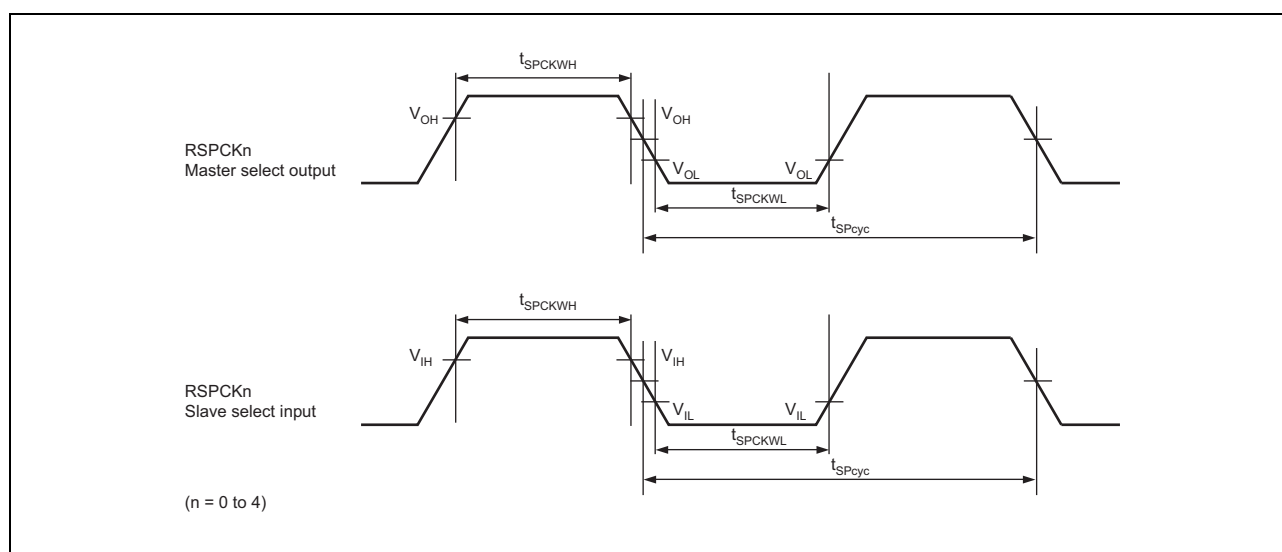 tSPCKWH
VOH VOH
RSPCKn
Master select output
VOL VOL
tSPCKWL
tSPcyc
tSPCKWH
VIH VIH
RSPCKn
Slave select input
VIL VIL
tSPCKWL
tSPcyc
(n = 0 to 4)